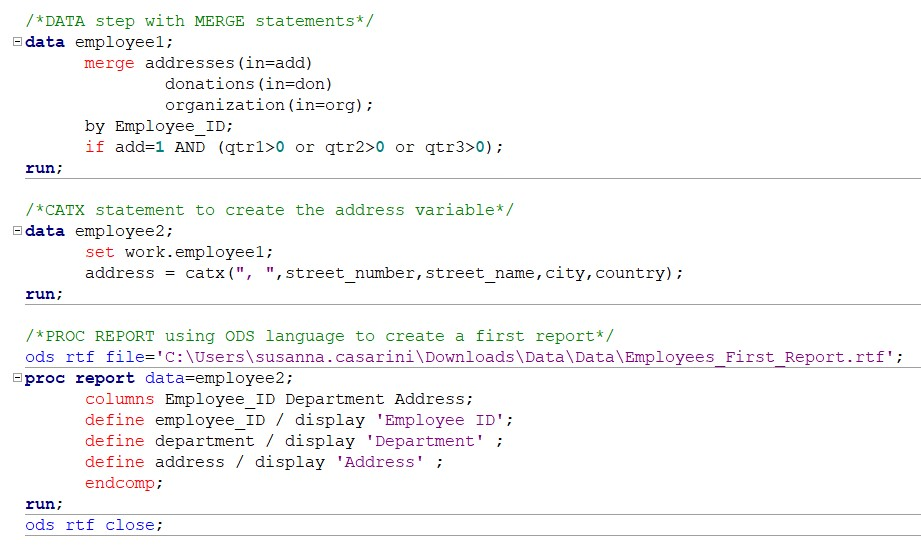 /*DATA step with MERGE statements*/
data employee1;
merge addresses(in=add)
donations(in=don)
organization(in=org);
by Employee_ID;
if add=1 AND (qtr1>0 or qtr2>0 or qtr3>0);
run;
/*CATX statement to create the address variable*/
data employee2;
set work.employee1;
address = catx(", ",street_number,street_name,city,country);
run;
/*PROC REPORT using ODS language to create a first report*/
ods rtf file='C:\Users\susanna.casarini\Downloads\Data\Data\Employees_First_Report.rtf';
proc report data=employee2;
columns Employee_ID Department Address;
define employee_ID / display 'Employee ID';
define department / display 'Department' ;
define address / display 'Address' ;
endcomp;
run;
ods rtf close;